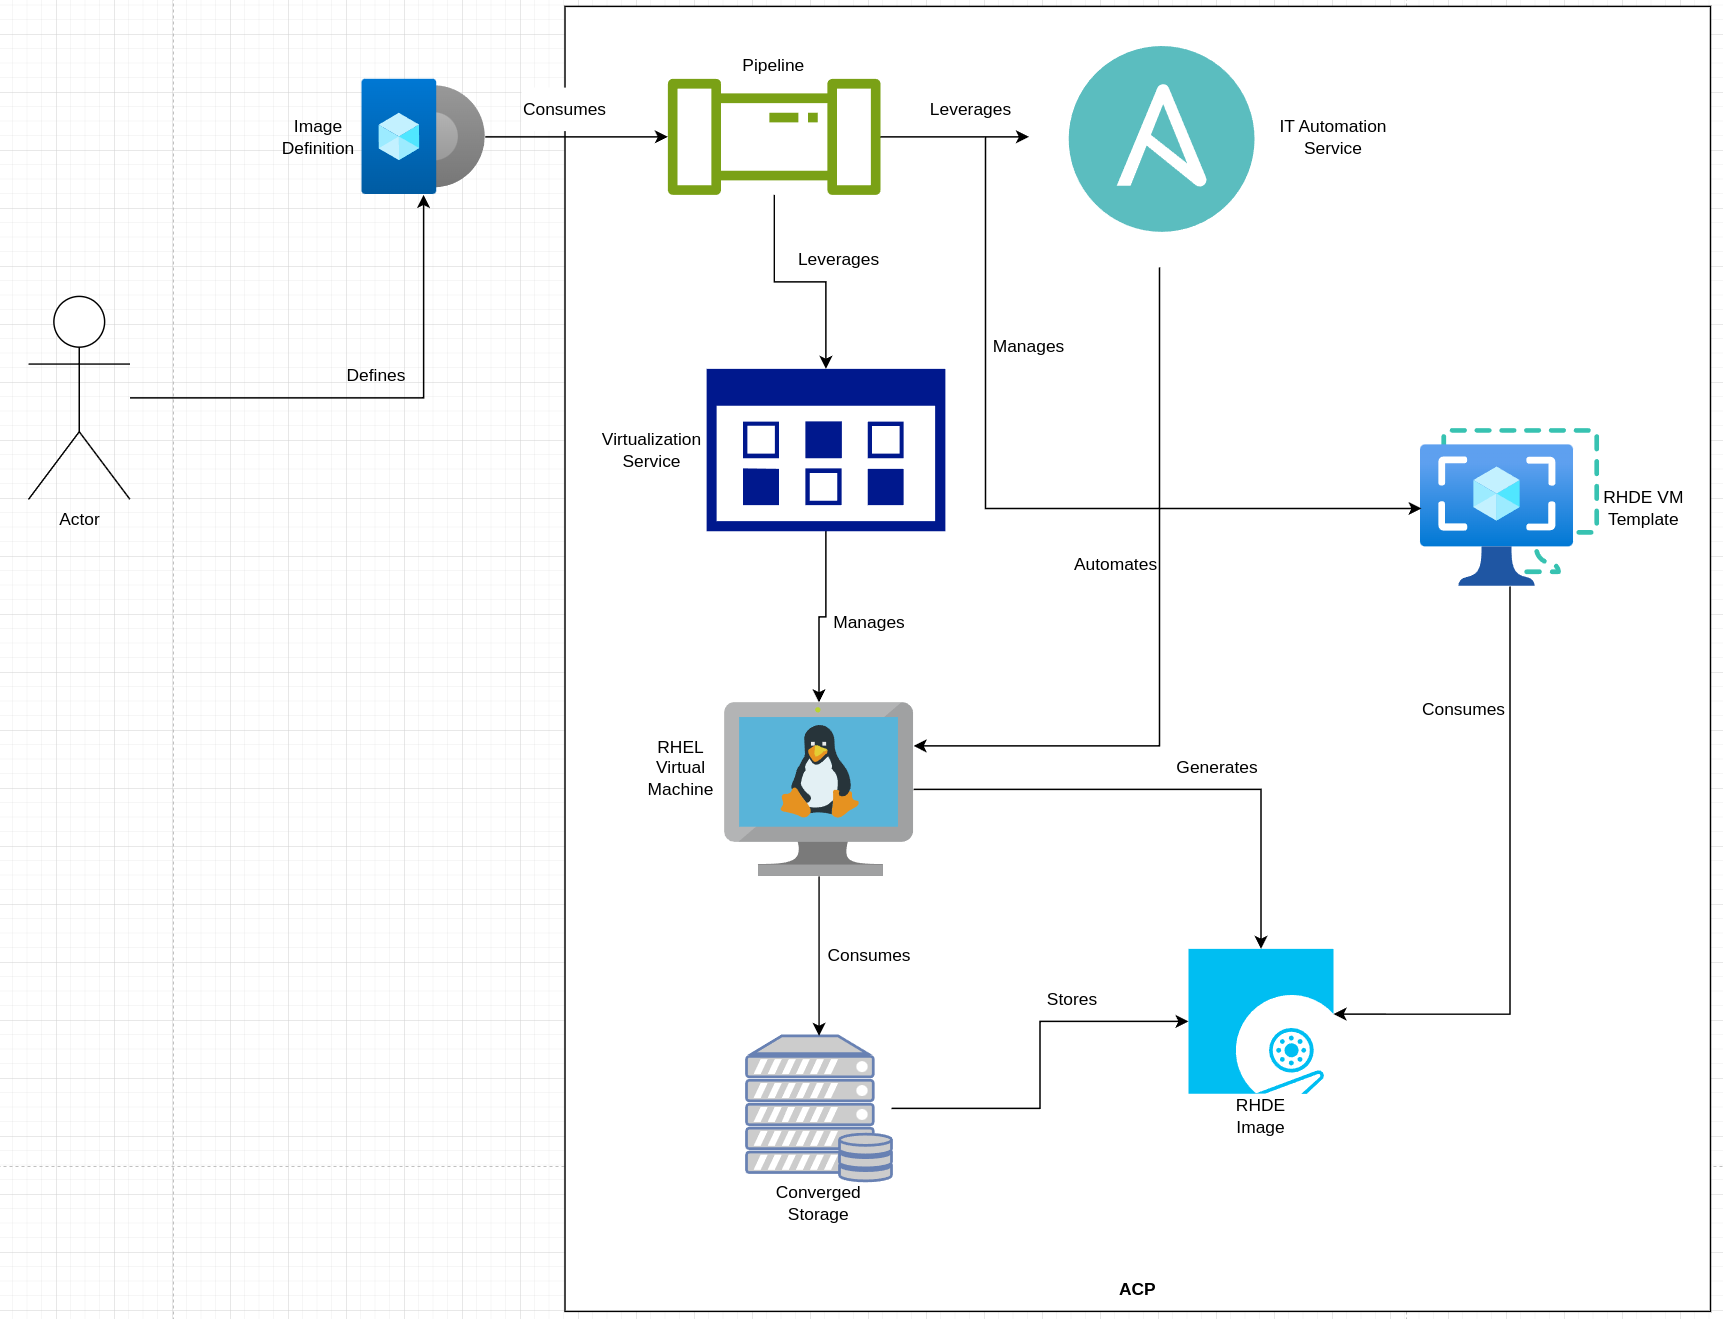 Pipeline
Consumes
Leverages
Image
Definition
IT Automation
Service
Leverages
Manages
Defines
Virtualization
Service
RHDE VM
Template
Actor
Automates
Manages
Consumes
RHEL
Virtual
Machine
Generates
Consumes
Stores
RHDE
Image
Converged
Storage
ACP